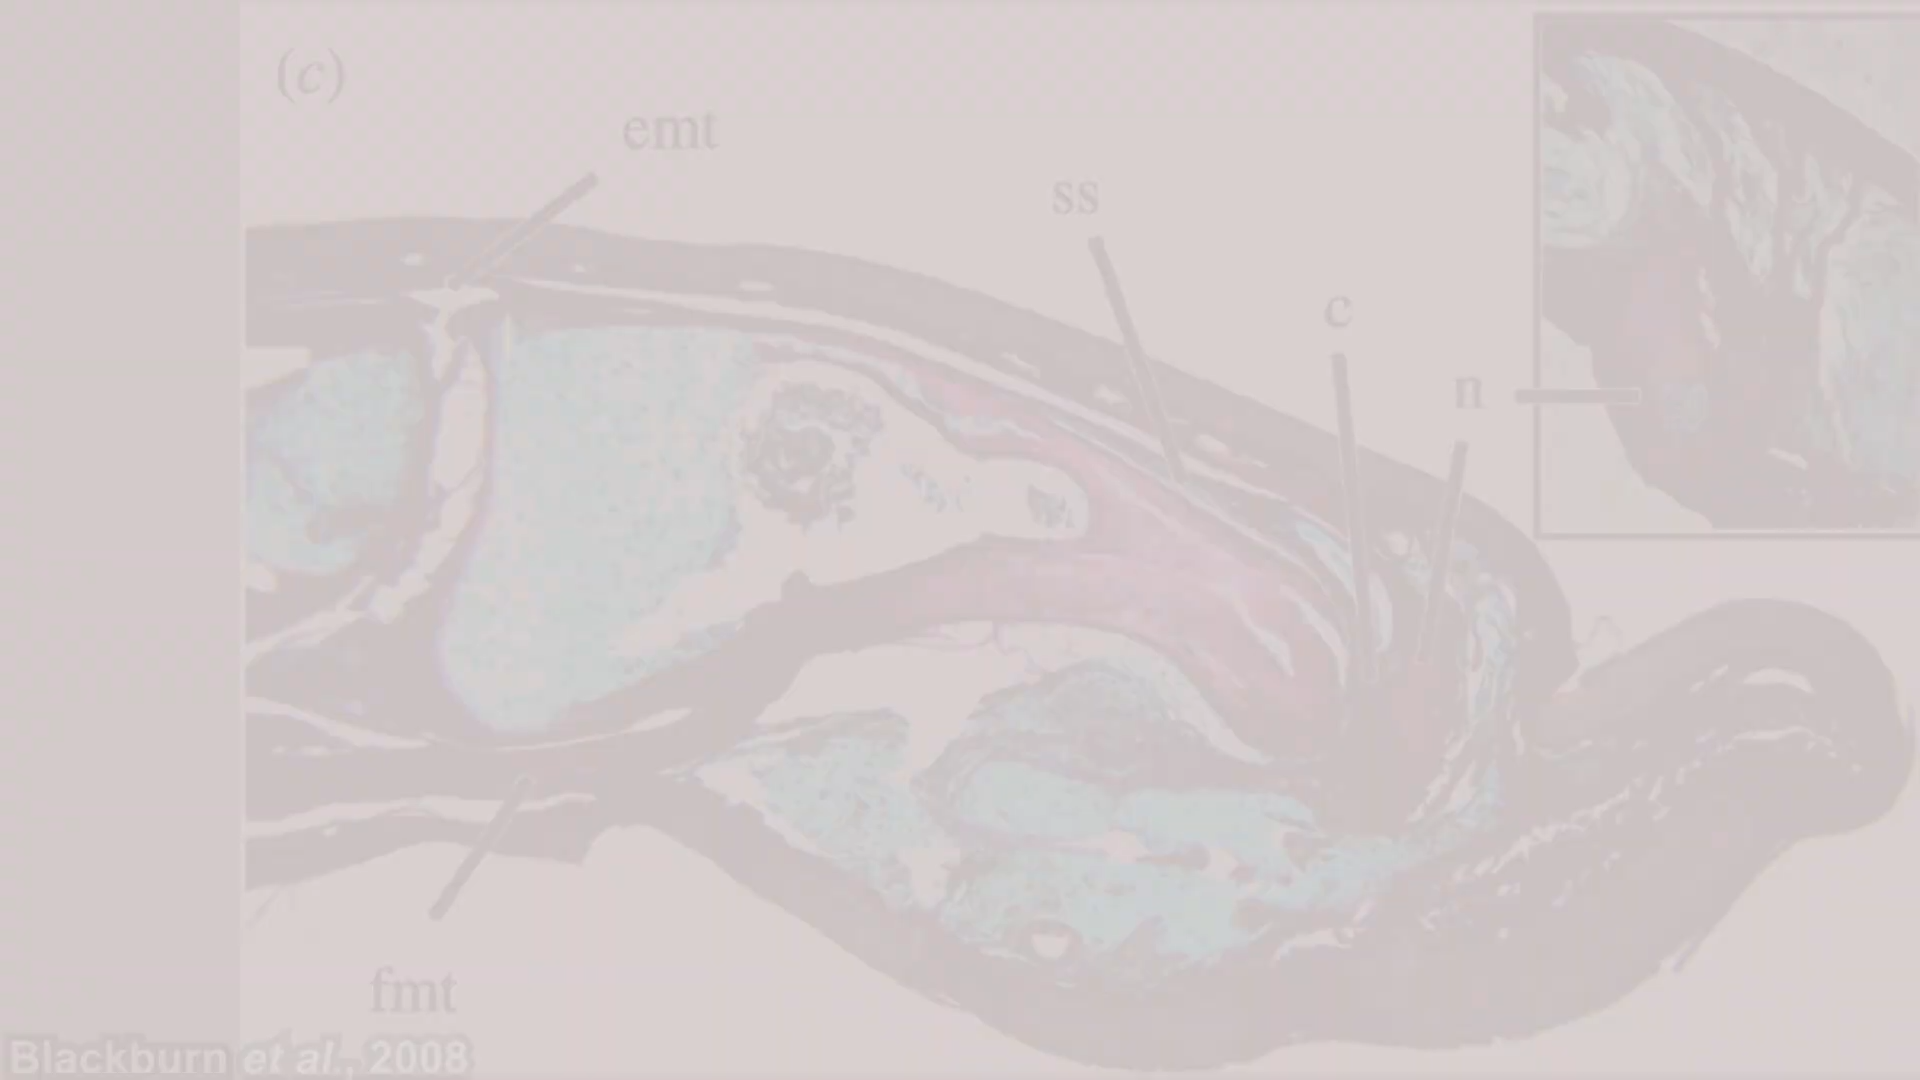 (c)
emt
ss
c
n
fmt
Blackburn et al., 2008